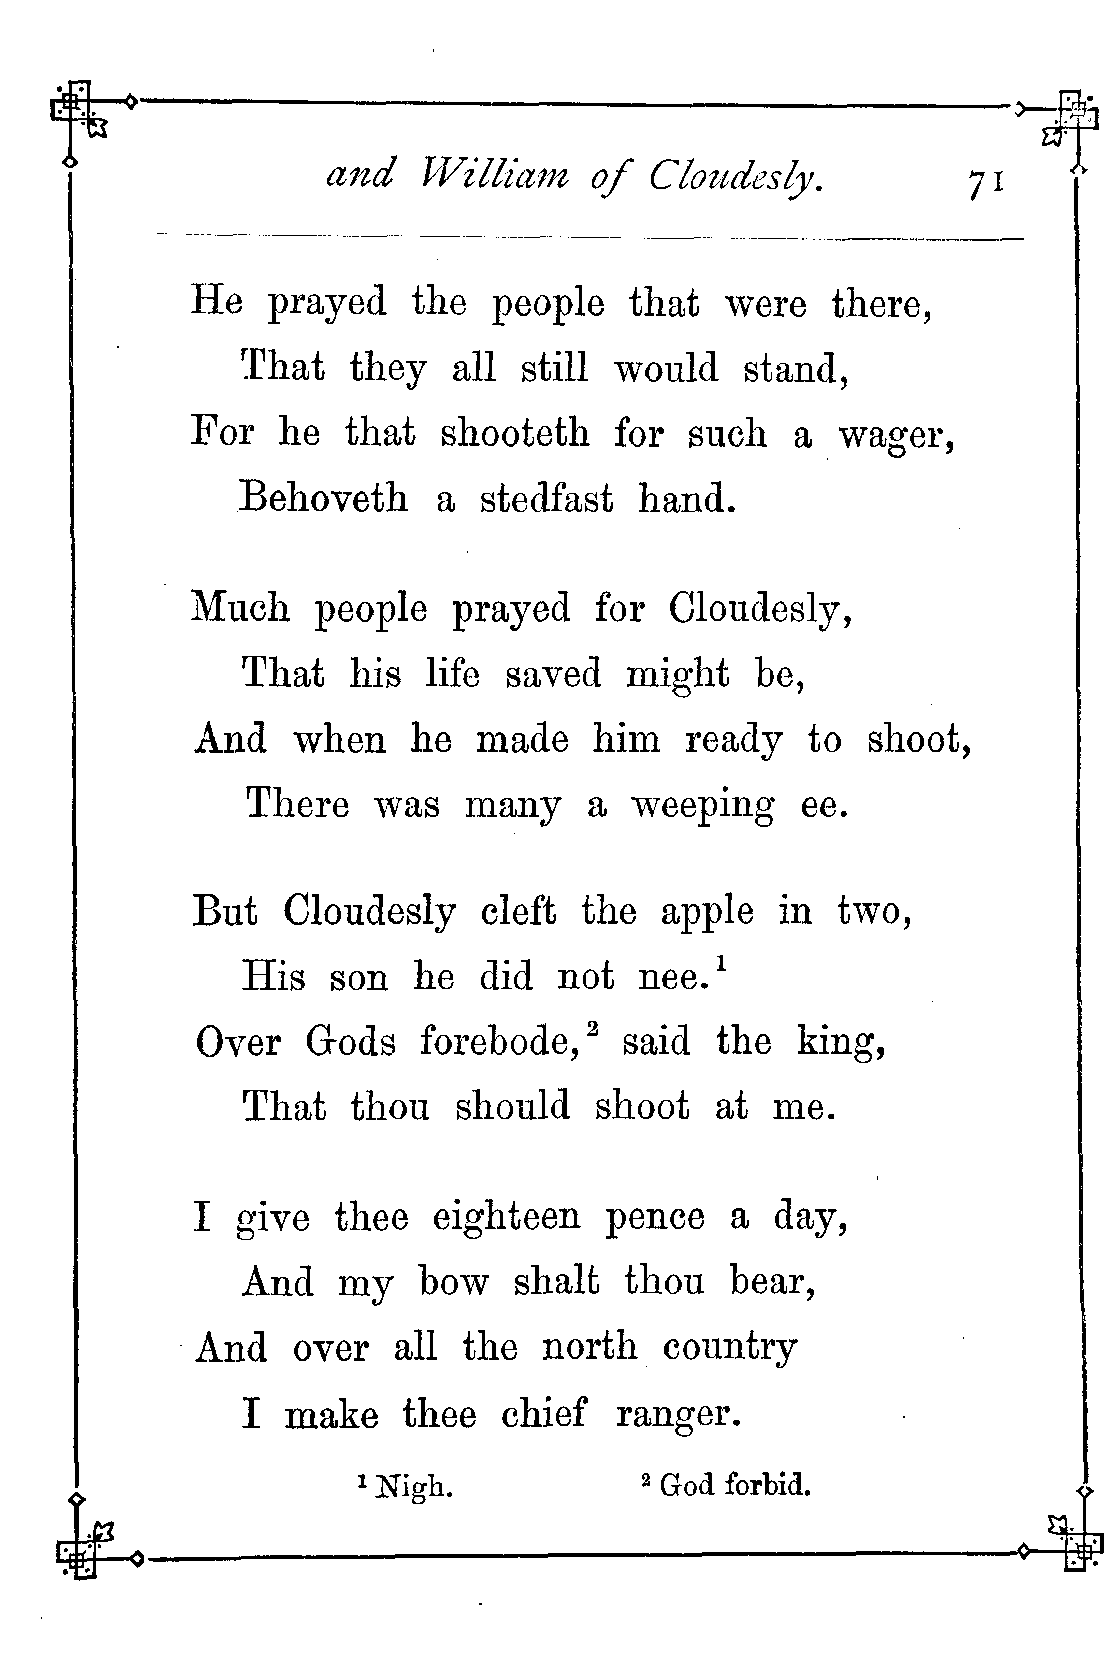 and William of Cloudesly. 71
He prayed the people that were there,
That they all still would stand,
For he that shooteth for such a wager,
Behoveth a stedfast hand.
Much people prayed for Cloudesly,
That his life saved might be,
And when he made him ready to shoot,
There was many a weeping ee.
But Cloudesly cleft the apple in two,
His son he did not nee.¹
Over Gods forebode,² said the king,
That thou should shoot at me.
I give thee eighteen pence a day,
And my bow shalt thou bear,
And over all the north country
I make thee chief ranger.
¹ Nigh. ² God forbid.